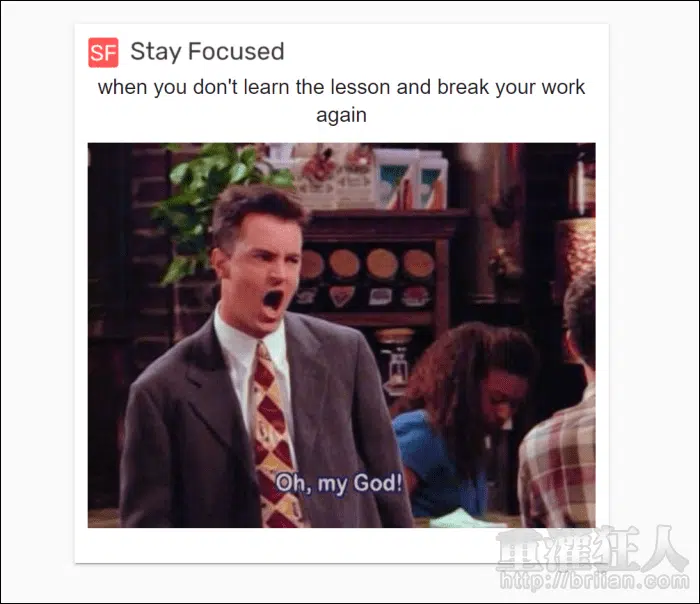 SF Stay Focused
when you don't learn the lesson and break your work
again
Oh, my God!
重灌狂人
http://briian.com